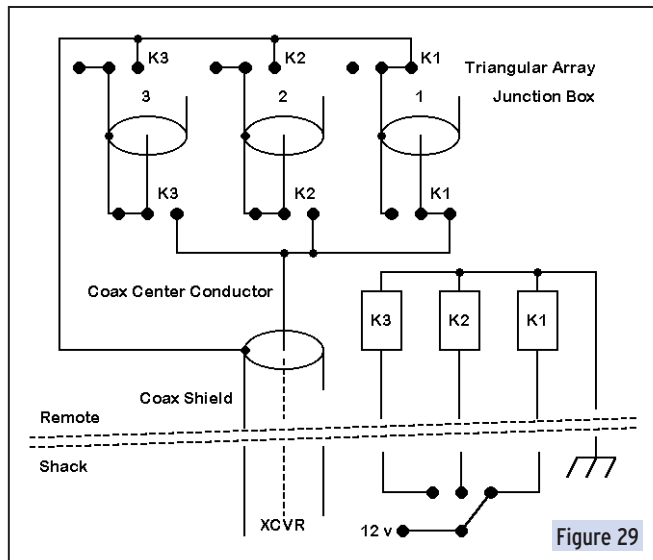 K3 K2 K1
Triangular Array
Junction Box
3 2 1
K3 K2 K1
Coax Center Conductor
K3 K2 K1
Coax Shield
Remote
Shack
XCVR
12 v
Figure 29